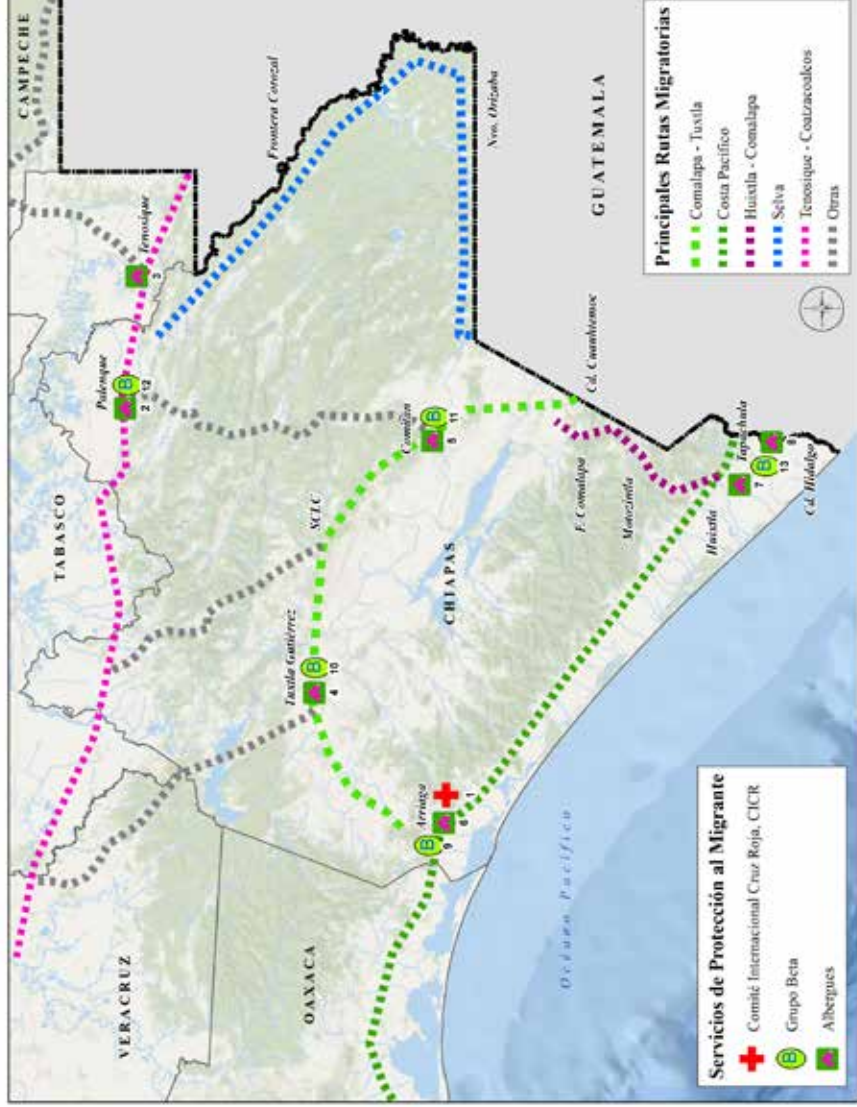 CAMPECHE
Frontera Corozal
Tenosique
3
Nvo. Orizaba
GUATEMALA
Palenque
2
12
TABASCO
Comitán
5
11
Cd. Cuauhtemoc
SCLC
F. Comalapa
Motozintla
CHIAPAS
Tuxtla Gutiérrez
4
10
Huixtla
Tapachula
7
13
8
Cd. Hidalgo
Arriaga
9
6
1
VERACRUZ
OAXACA
Océano Pacífico
Principales Rutas Migratorias
Comalapa - Tuxtla
Costa Pacífico
Huixtla - Comalapa
Selva
Tenosique - Coatzacoalcos
Otras
Servicios de Protección al Migrante
Comité Internacional Cruz Roja, CICR
B Grupo Beta
Albergues